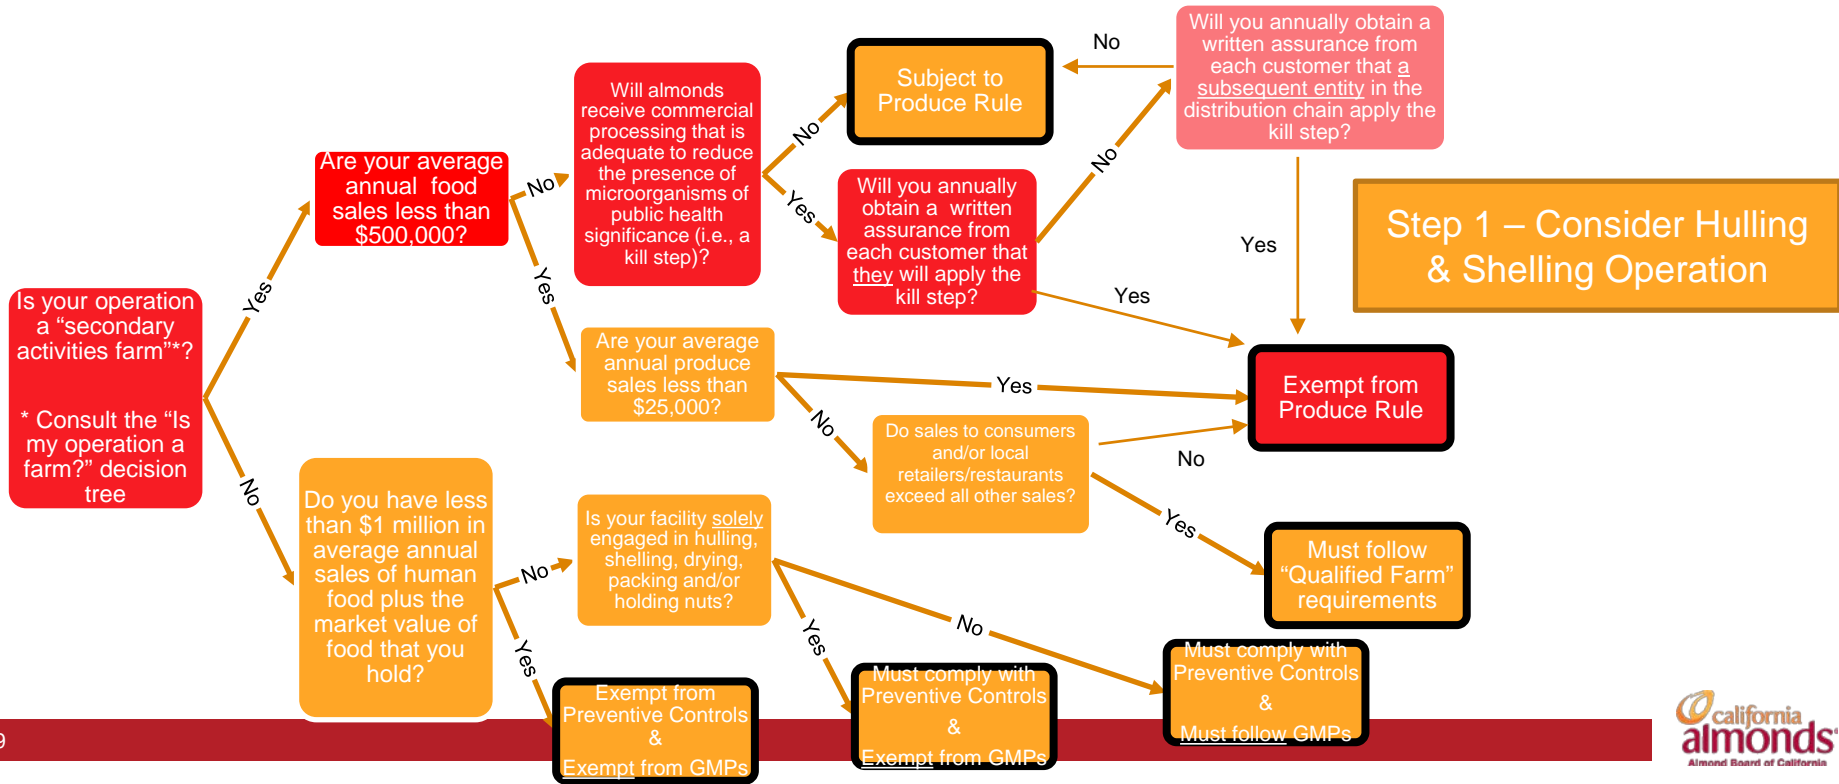 Is your operation
a “secondary
activities farm”*?
* Consult the “Is
my operation a
farm?” decision
tree
Yes
No
Are your average
annual food
sales less than
$500,000?
No
Yes
Do you have less
than $1 million in
average annual
sales of human
food plus the
market value of
food that you
hold?
No
Yes
Will almonds
receive commercial
processing that is
adequate to reduce
the presence of
microorganisms of
public health
significance (i.e., a
kill step)?
No
Yes
Are your average
annual produce
sales less than
$25,000?
Yes
No
Is your facility solely
engaged in hulling,
shelling, drying,
packing and/or
holding nuts?
Yes
No
Exempt from
Preventive Controls
&
Exempt from GMPs
Subject to
Produce Rule
Will you annually
obtain a written
assurance from
each customer that
they will apply the
kill step?
No
Yes
Do sales to consumers
and/or local
retailers/restaurants
exceed all other sales?
No
Yes
Must comply with
Preventive Controls
&
Exempt from GMPs
Will you annually obtain a
written assurance from
each customer that a
subsequent entity in the
distribution chain apply the
kill step?
No
Yes
Exempt from
Produce Rule
Must follow
“Qualified Farm”
requirements
Must comply with
Preventive Controls
&
Must follow GMPs
Step 1 – Consider Hulling
& Shelling Operation
9
california
almonds®
Almond Board of California